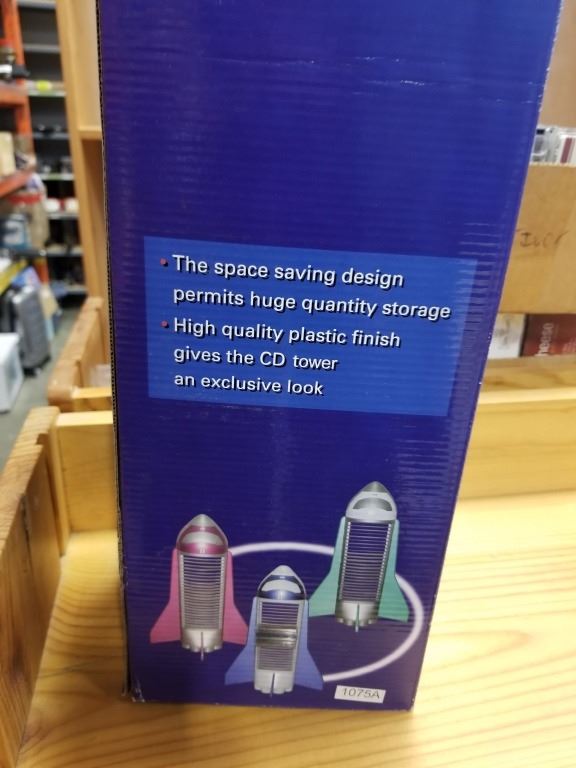 • The space saving design
permits huge quantity storage
• High quality plastic finish
gives the CD tower
an exclusive look
1075A